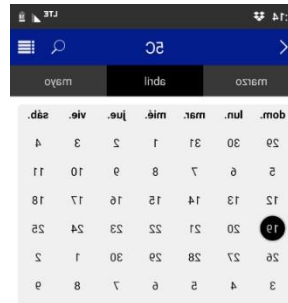 :14 LTE
5C
marzo abril mayo
dom. lun. mar. mié. jue. vie. sáb.
29 30 31 1 2 3 4
5 6 7 8 9 10 11
12 13 14 15 16 17 18
19 20 21 22 23 24 25
26 27 28 29 30 1 2
3 4 5 6 7 8 9